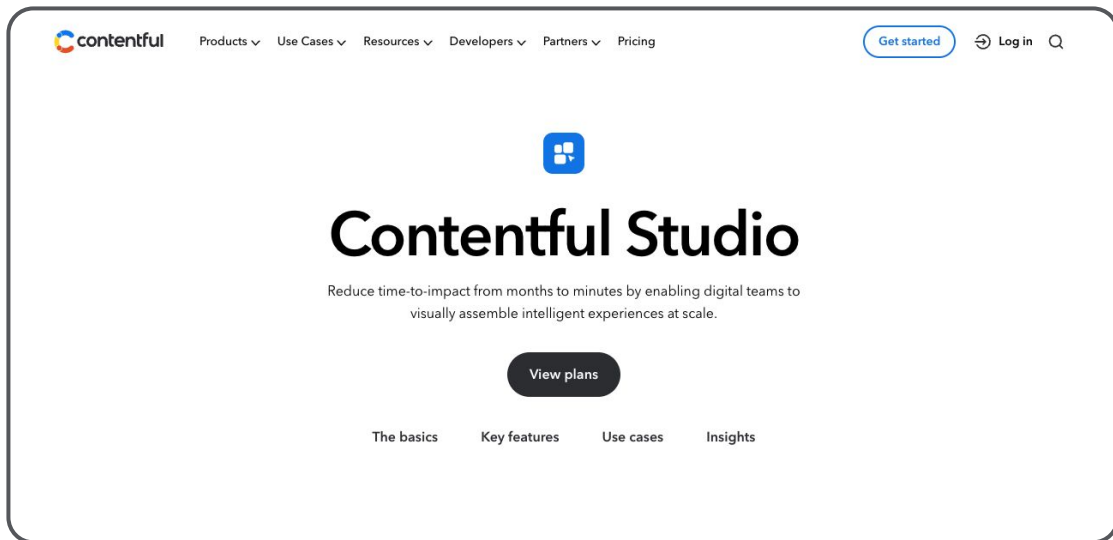 contentful Products Use Cases Resources Developers Partners Pricing Get started Log in
Contentful Studio
Reduce time-to-impact from months to minutes by enabling digital teams to
visually assemble intelligent experiences at scale.
View plans
The basics Key features Use cases Insights